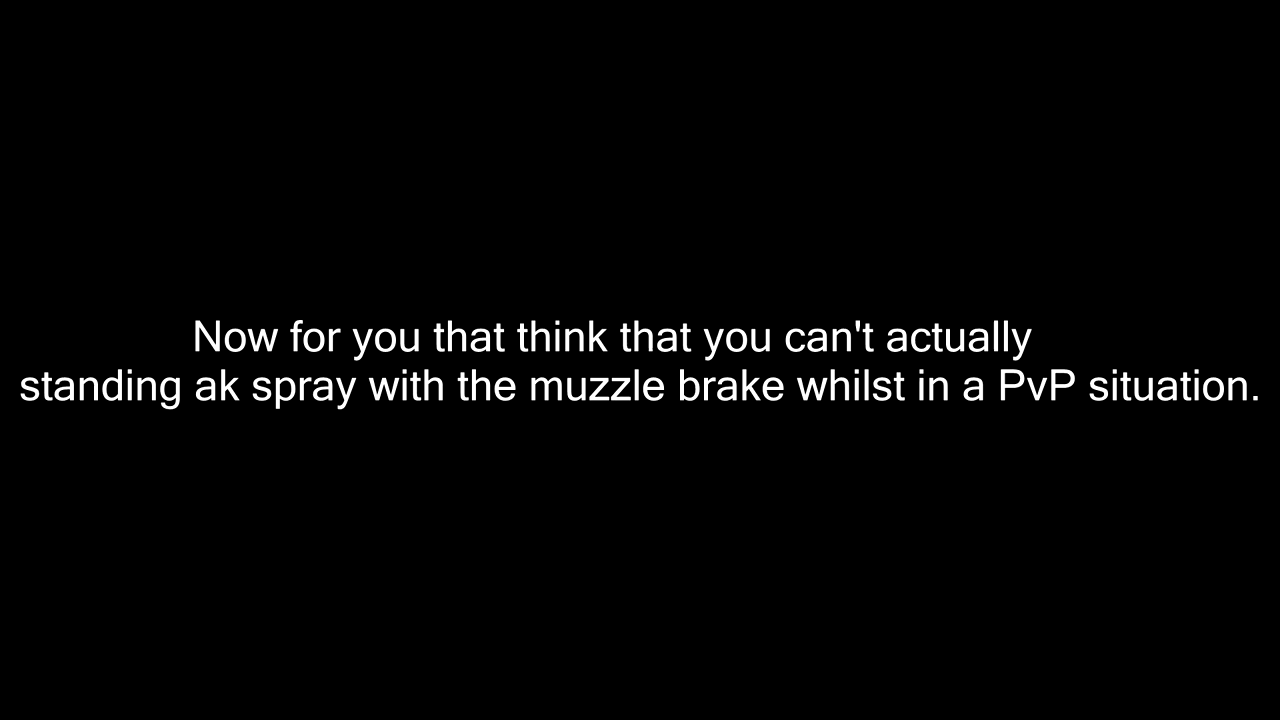 Now for you that think that you can't actually
standing ak spray with the muzzle brake whilst in a PvP situation.